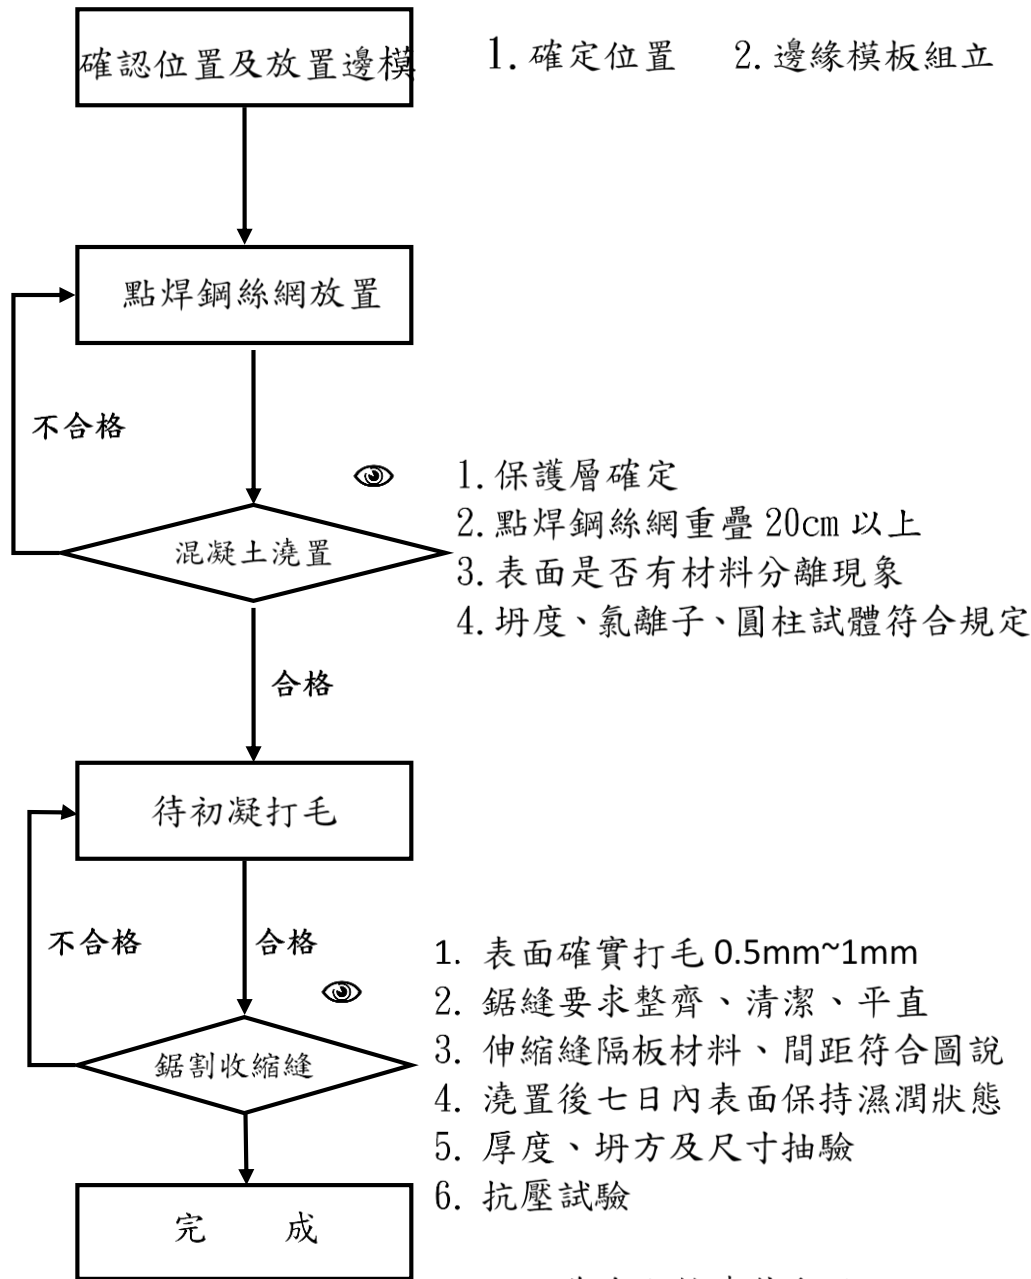 確認位置及放置邊模
1.確定位置 2.邊緣模板組立
點焊鋼絲網放置
不合格
1.保護層確定
2.點焊鋼絲網重疊 20cm 以上
混凝土澆置
3.表面是否有材料分離現象
4.坍度、氯離子、圓柱試體符合規定
合格
待初凝打毛
不合格
合格
1. 表面確實打毛 0.5mm~1mm
2. 鋸縫要求整齊、清潔、平直
鋸割收縮縫
3. 伸縮縫隔板材料、間距符合圖說
4. 澆置後七日內表面保持濕潤狀態
5. 厚度、坍方及尺寸抽驗
6. 抗壓試驗
完 成